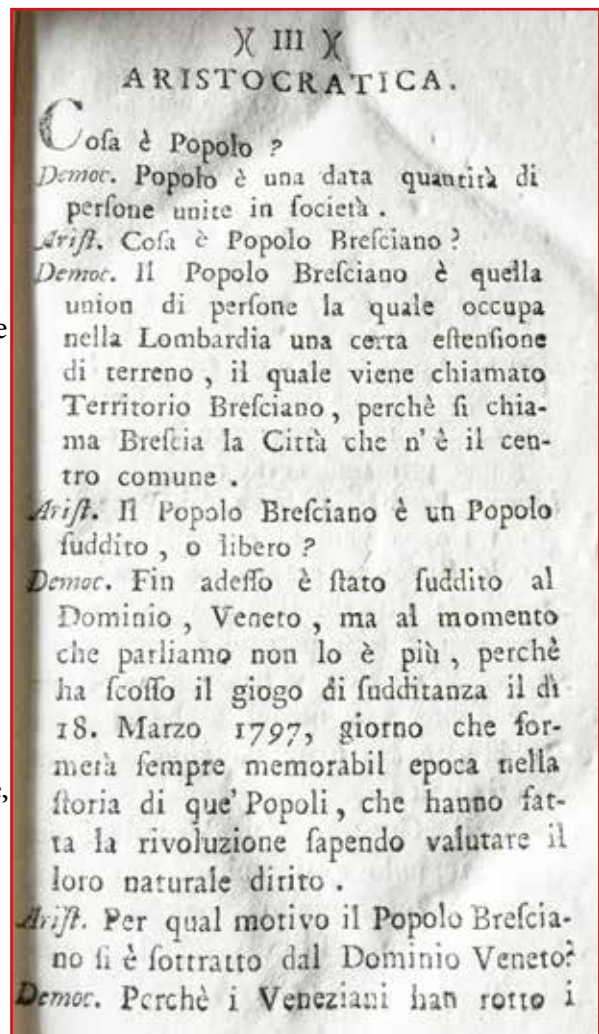 )( III )(
ARISTOCRATICA.
Coſa è Popolo ?
Democ. Popolo è una data quantità di
perſone unite in ſocietà .
Ariſt. Coſa è Popolo Breſciano ?
Democ. Il Popolo Breſciano è quella
union di perſone la quale occupa
nella Lombardia una certa eſtenſione
di terreno , il quale viene chiamato
Territorio Breſciano, perchè ſi chia-
ma Breſcia la Città che n'è il cen-
tro comune .
Ariſt. Il Popolo Breſciano è un Popolo
ſuddito , o libero ?
Democ. Fin adeſſo è ſtato ſuddito al
Dominio , Veneto , ma al momento
che parliamo non lo è più , perchè
ha ſcoſſo il giogo di ſudditanza il dì
18. Marzo 1797, giorno che for-
merà ſempre memorabil epoca nella
ſtoria di que' Popoli, che hanno fat-
ta la rivoluzione ſapendo valutare il
loro naturale dirito .
Ariſt. Per qual motivo il Popolo Breſcia-
no ſi è ſottratto dal Dominio Veneto?
Democ. Perchè i Veneziani han rotto i